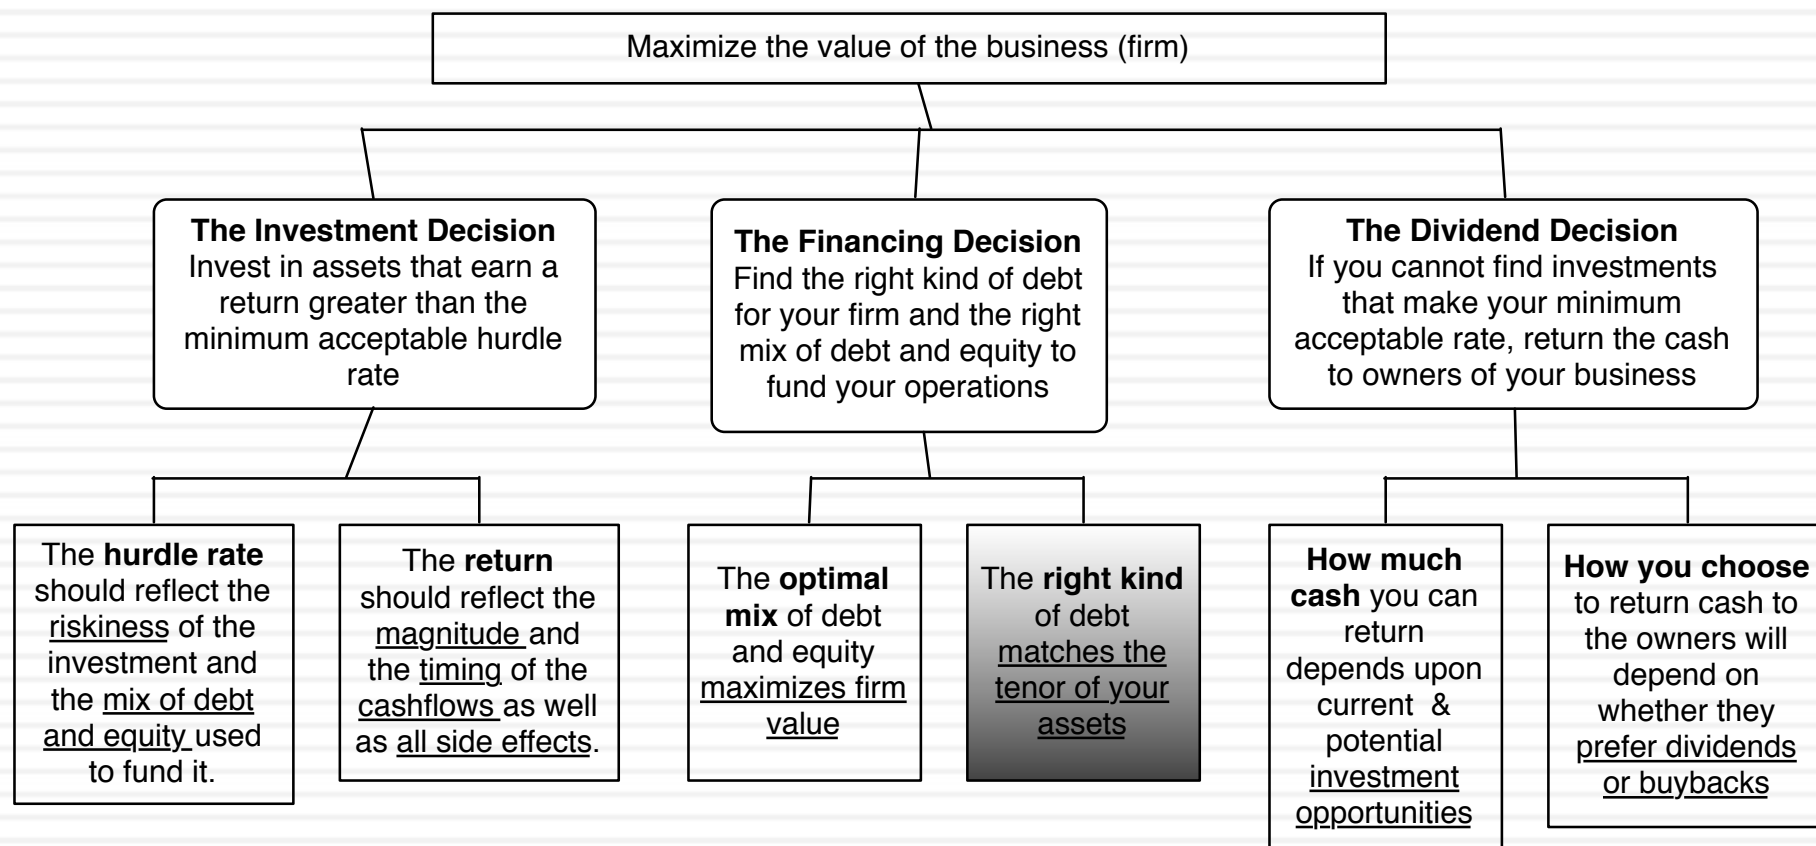 Maximize the value of the business (firm)
The Investment Decision
Invest in assets that earn a
return greater than the
minimum acceptable hurdle
rate
The Financing Decision
Find the right kind of debt
for your firm and the right
mix of debt and equity to
fund your operations
The Dividend Decision
If you cannot find investments
that make your minimum
acceptable rate, return the cash
to owners of your business
The hurdle rate
should reflect the
riskiness of the
investment and
the mix of debt
and equity used
to fund it.
The return
should reflect the
magnitude and
the timing of the
cashflows as well
as all side effects.
The optimal
mix of debt
and equity
maximizes firm
value
The right kind
of debt
matches the
tenor of your
assets
How much
cash you can
return
depends upon
current &
potential
investment
opportunities
How you choose
to return cash to
the owners will
depend on
whether they
prefer dividends
or buybacks